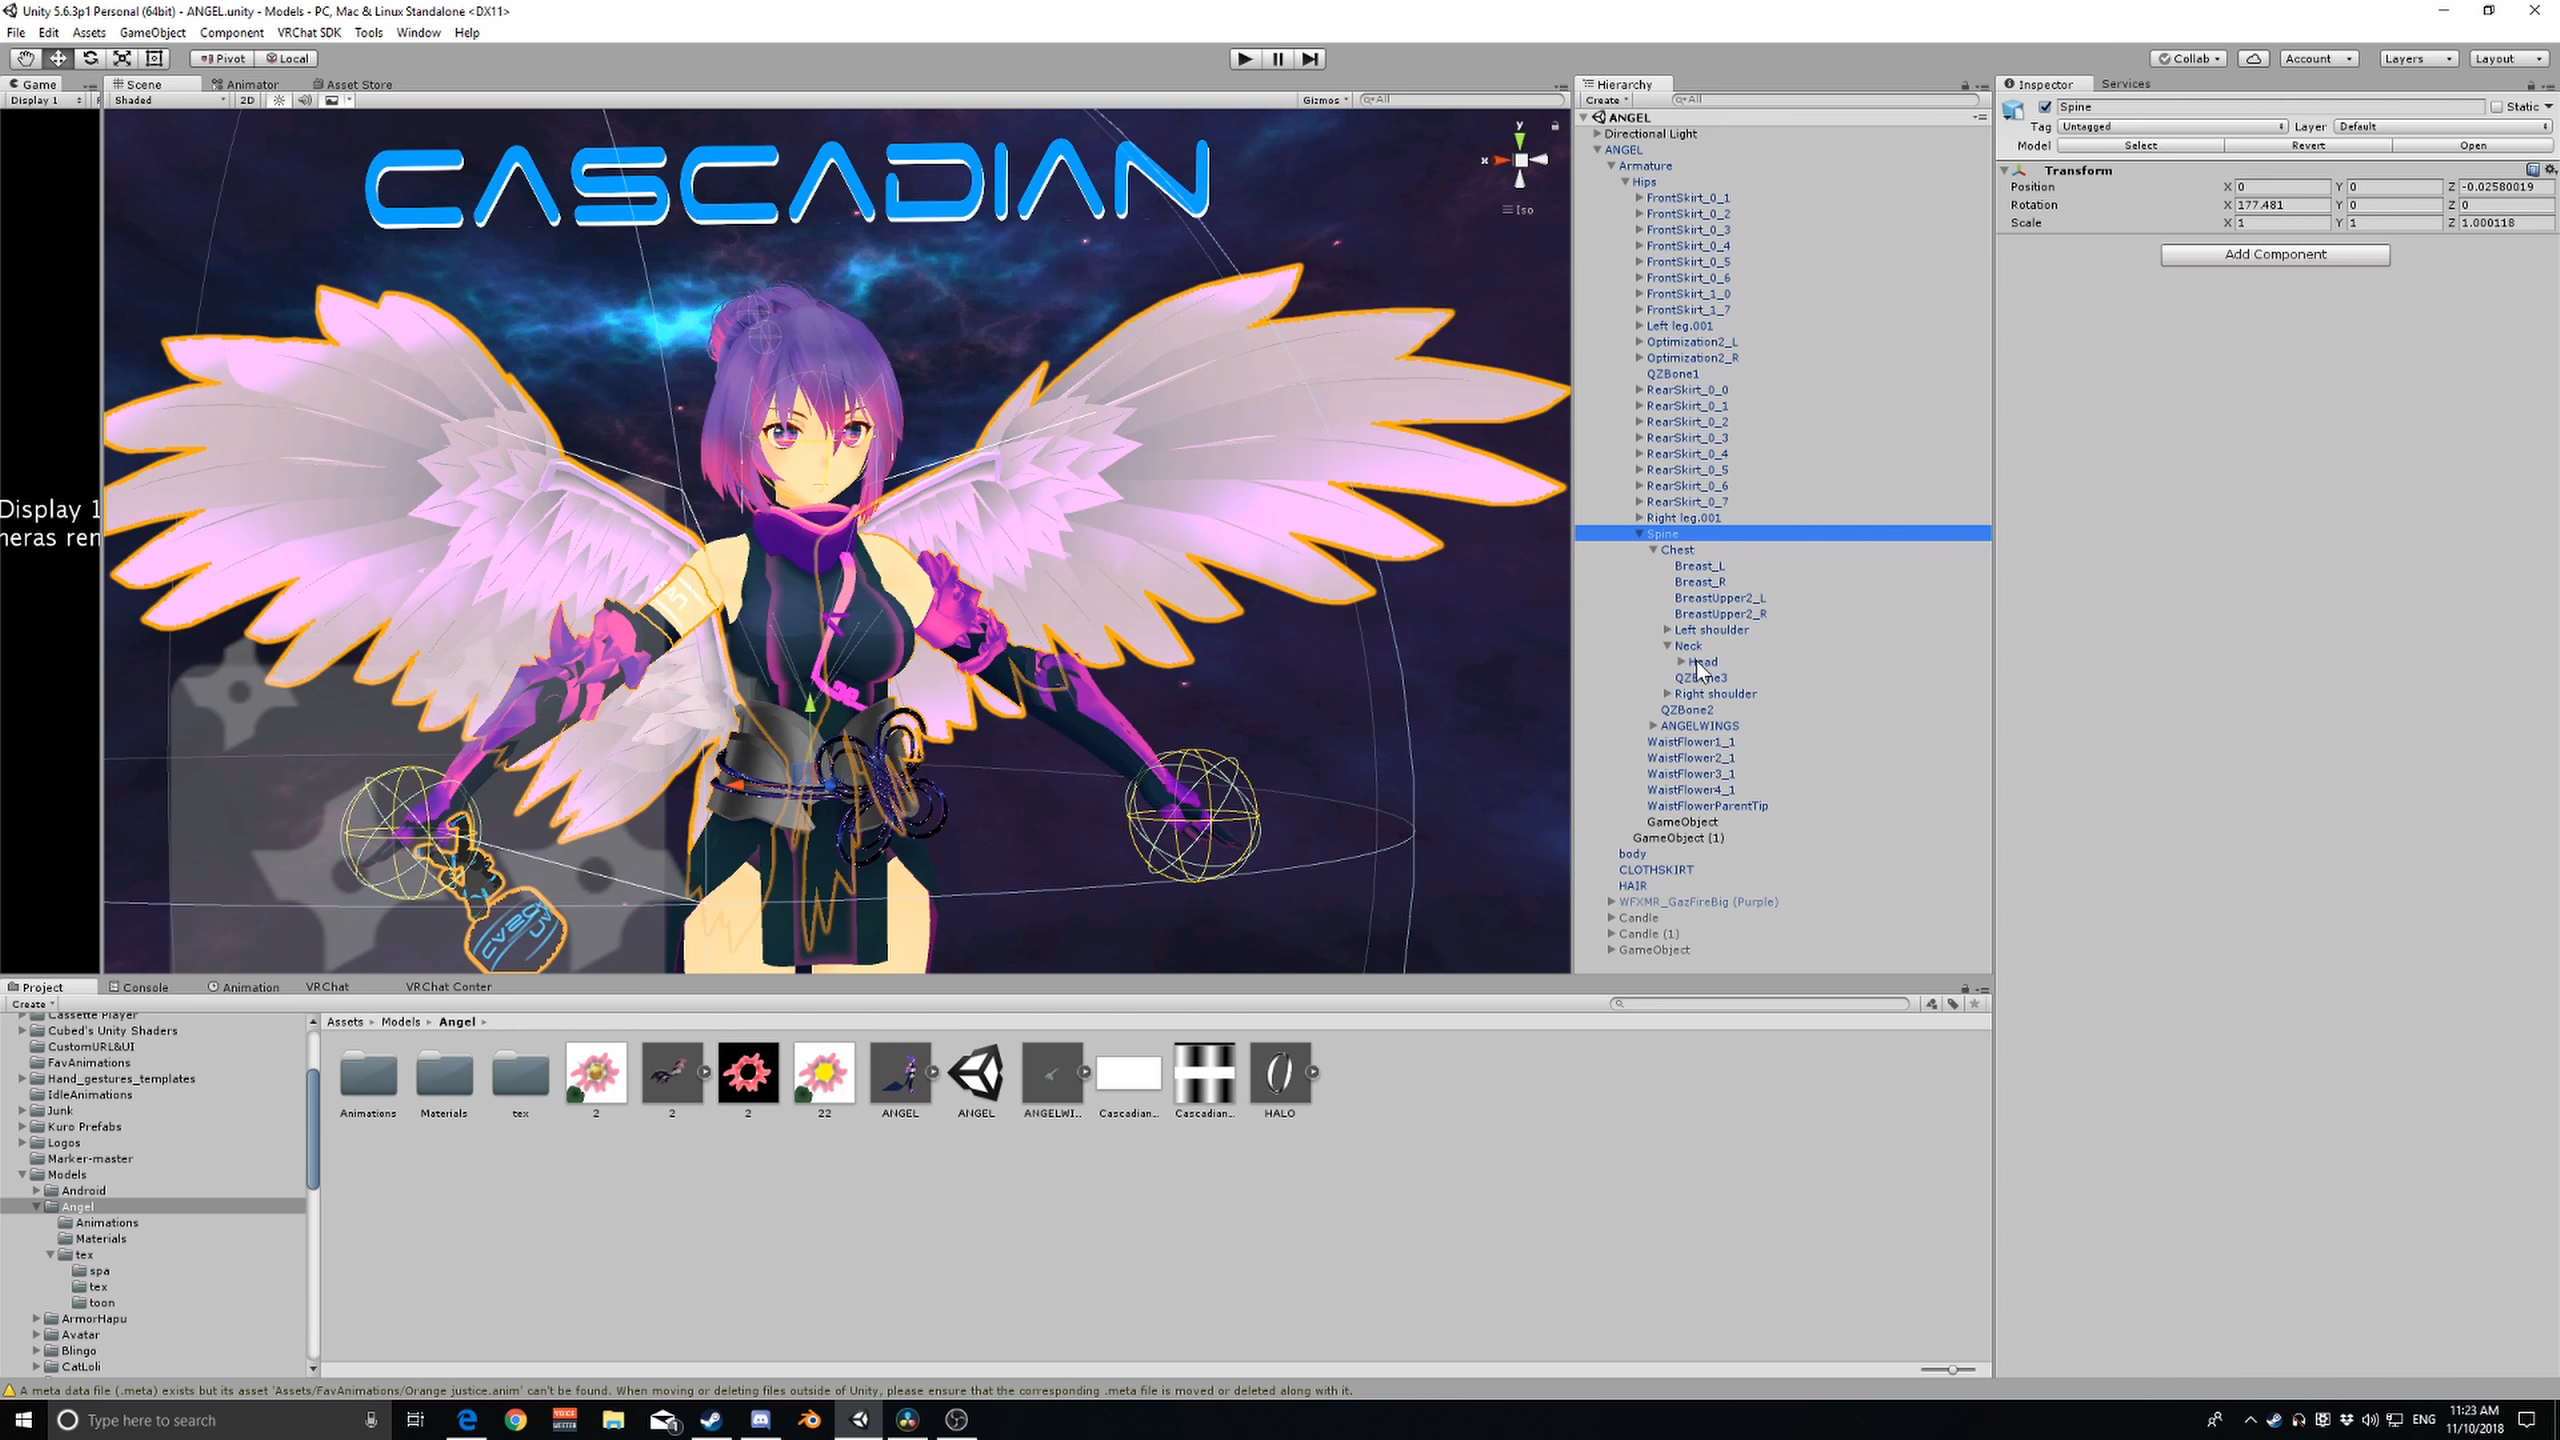 Unity 5.6.3p1 Personal (64bit) - ANGEL.unity - Models - PC, Mac & Linux Standalone <DX11>
File Edit Assets GameObject Component VRChat SDK Tools Window Help
Pivot Local Collab Account Layers Layout
Game Scene Animator Asset Store
Display 1 Shaded 2D Gizmos All
CASCADIAN
y
x
Iso
Display 1
neras ren
Hierarchy
Create All
ANGEL
Directional Light
ANGEL
Armature
Hips
FrontSkirt_0_1
FrontSkirt_0_2
FrontSkirt_0_3
FrontSkirt_0_4
FrontSkirt_0_5
FrontSkirt_0_6
FrontSkirt_1_0
FrontSkirt_1_7
Left leg.001
Optimization2_L
Optimization2_R
QZBone1
RearSkirt_0_0
RearSkirt_0_1
RearSkirt_0_2
RearSkirt_0_3
RearSkirt_0_4
RearSkirt_0_5
RearSkirt_0_6
RearSkirt_0_7
Right leg.001
Spine
Chest
Breast_L
Breast_R
BreastUpper2_L
BreastUpper2_R
Left shoulder
Neck
Head
QZBone3
Right shoulder
QZBone2
ANGELWINGS
WaistFlower1_1
WaistFlower2_1
WaistFlower3_1
WaistFlower4_1
WaistFlowerParentTip
GameObject
GameObject (1)
body
CLOTHSKIRT
HAIR
WFXMR_GazFireBig (Purple)
Candle
Candle (1)
GameObject
Inspector Services
Spine Static
Tag Untagged Layer Default
Model Select Revert Open
Transform
Position X 0 Y 0 Z -0.02580019
Rotation X 177.481 Y 0 Z 0
Scale X 1 Y 1 Z 1.000118
Add Component
Project Console Animation VRChat VRChat Conter
Create
Cassette Player
Cubed's Unity Shaders
CustomURL&UI
FavAnimations
Hand_gestures_templates
IdleAnimations
Junk
Kuro Prefabs
Logos
Marker-master
Models
Android
Angel
Animations
Materials
tex
spa
tex
toon
ArmorHapu
Avatar
Blingo
CatLoli
Assets Models Angel
Animations Materials tex 2 2 2 22 ANGEL ANGEL ANGELWI.. Cascadian... Cascadian... HALO
A meta data file (.meta) exists but its asset 'Assets/FavAnimations/Orange justice.anim' can't be found. When moving or deleting files outside of Unity, please ensure that the corresponding .meta file is moved or deleted along with it.
Type here to search
ENG
11:23 AM
11/10/2018